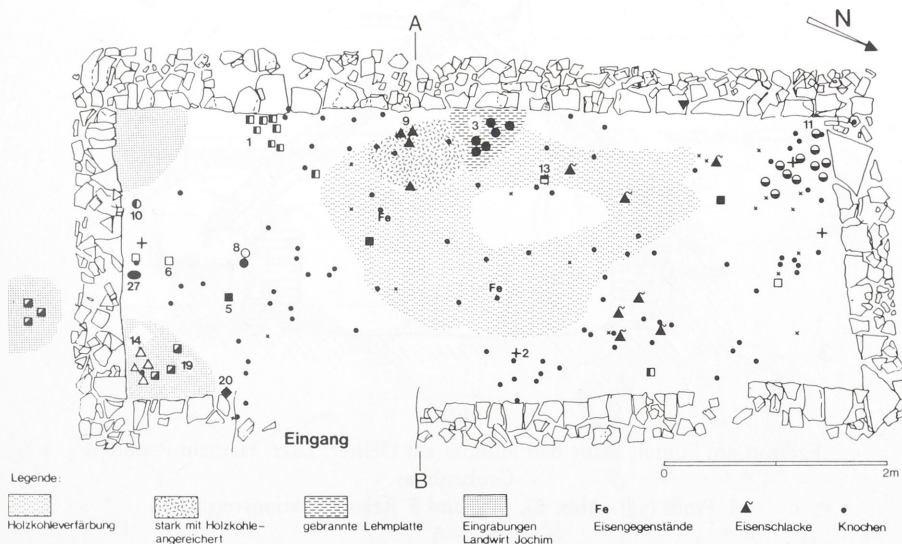 A
N
9
3
11
1
13
10
Fe
8
6
27
5
Fe
14
19
2
20
Eingang
B
0 2m
Legende:
Holzkohleverfärbung
stark mit Holzkohle-
angereichert
gebrannte Lehmplatte
Eingrabungen
Landwirt Jochim
Fe
Eisengegenstände
Eisenschlacke
Knochen